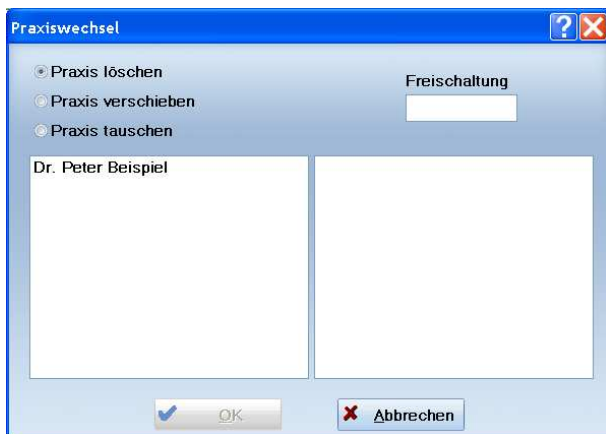 Praxiswechsel
Praxis löschen
Praxis verschieben
Praxis tauschen
Freischaltung
Dr. Peter Beispiel
OK
Abbrechen